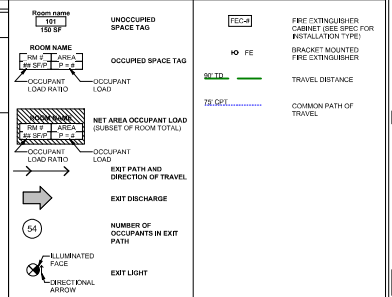 Room name
101
150 SF
UNOCCUPIED
SPACE TAG
ROOM NAME
RM # AREA
## SF/P P = #
OCCUPIED SPACE TAG
OCCUPANT
LOAD RATIO
OCCUPANT
LOAD
ROOM NAME
RM # AREA
## SF/P P = #
NET AREA OCCUPANT LOAD
(SUBSET OF ROOM TOTAL)
OCCUPANT
LOAD RATIO
OCCUPANT
LOAD
EXIT PATH AND
DIRECTION OF TRAVEL
EXIT DISCHARGE
54
NUMBER OF
OCCUPANTS IN EXIT
PATH
ILLUMINATED
FACE
DIRECTIONAL
ARROW
EXIT LIGHT
FEC-#
FIRE EXTINGUISHER
CABINET (SEE SPEC FOR
INSTALLATION TYPE)
FE
BRACKET MOUNTED
FIRE EXTINGUISHER
90' TD
TRAVEL DISTANCE
75' CPT
COMMON PATH OF
TRAVEL